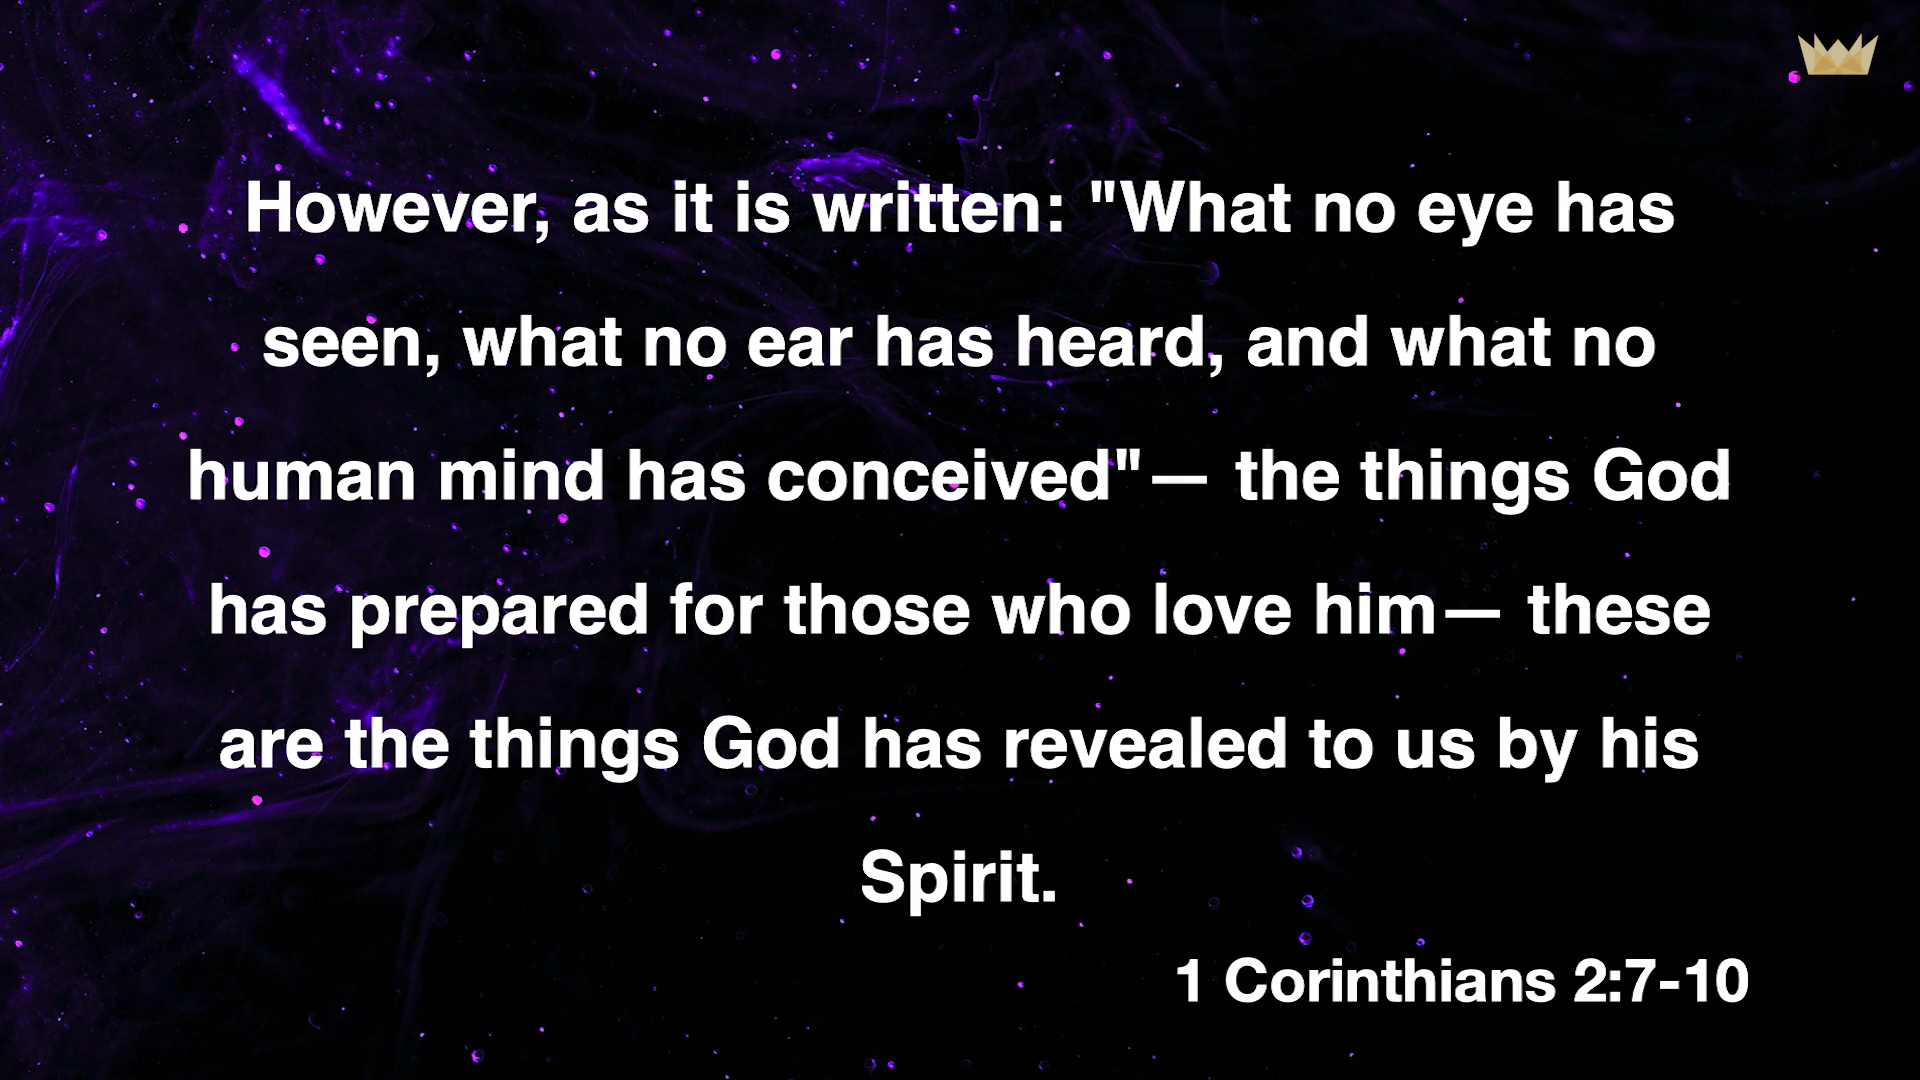 However, as it is written: "What no eye has
seen, what no ear has heard, and what no
human mind has conceived"— the things God
has prepared for those who love him— these
are the things God has revealed to us by his
Spirit.
1 Corinthians 2:7-10